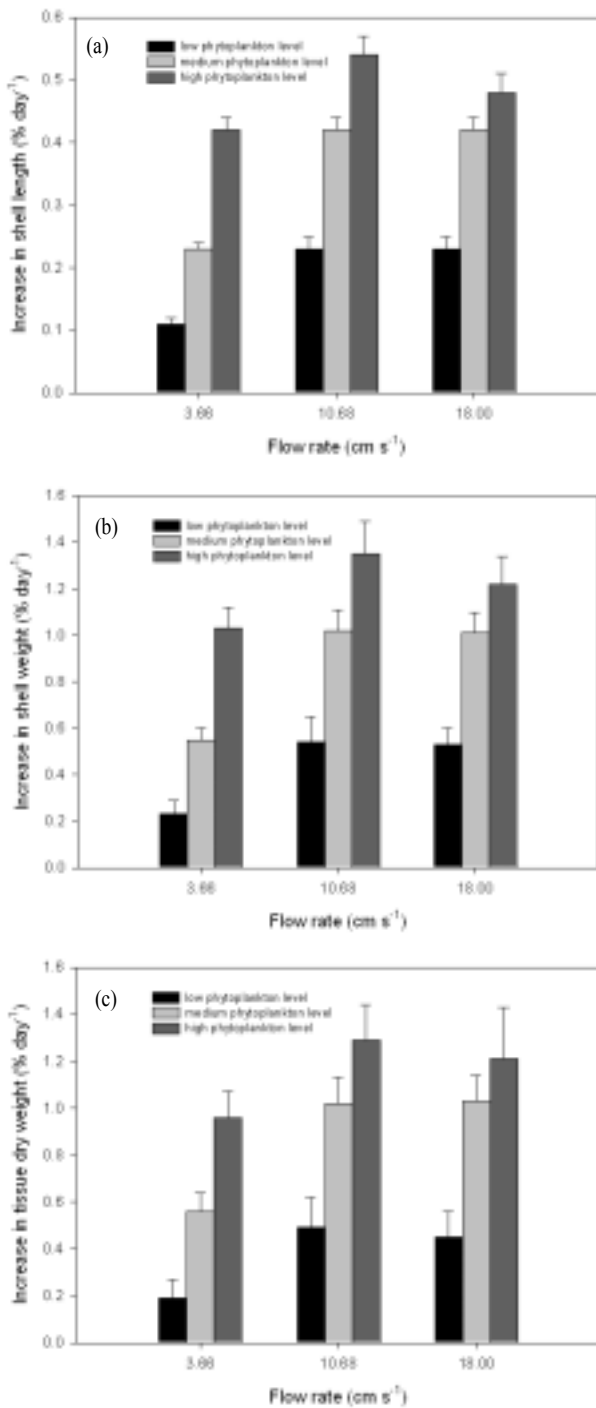 (a)
low phytoplankton level
medium phytoplankton level
high phytoplankton level
Increase in shell length (% day⁻¹)
0.6
0.5
0.4
0.3
0.2
0.1
0.0
3.66
10.68
18.00
Flow rate (cm s⁻¹)
(b)
low phytoplankton level
medium phytoplankton level
high phytoplankton level
Increase in shell weight (% day⁻¹)
1.6
1.4
1.2
1.0
0.8
0.6
0.4
0.2
0.0
3.66
10.68
18.00
Flow rate (cm s⁻¹)
(c)
low phytoplankton level
medium phytoplankton level
high phytoplankton level
Increase in tissue dry weight (% day⁻¹)
1.6
1.4
1.2
1.0
0.8
0.6
0.4
0.2
0.0
3.66
10.68
18.00
Flow rate (cm s⁻¹)